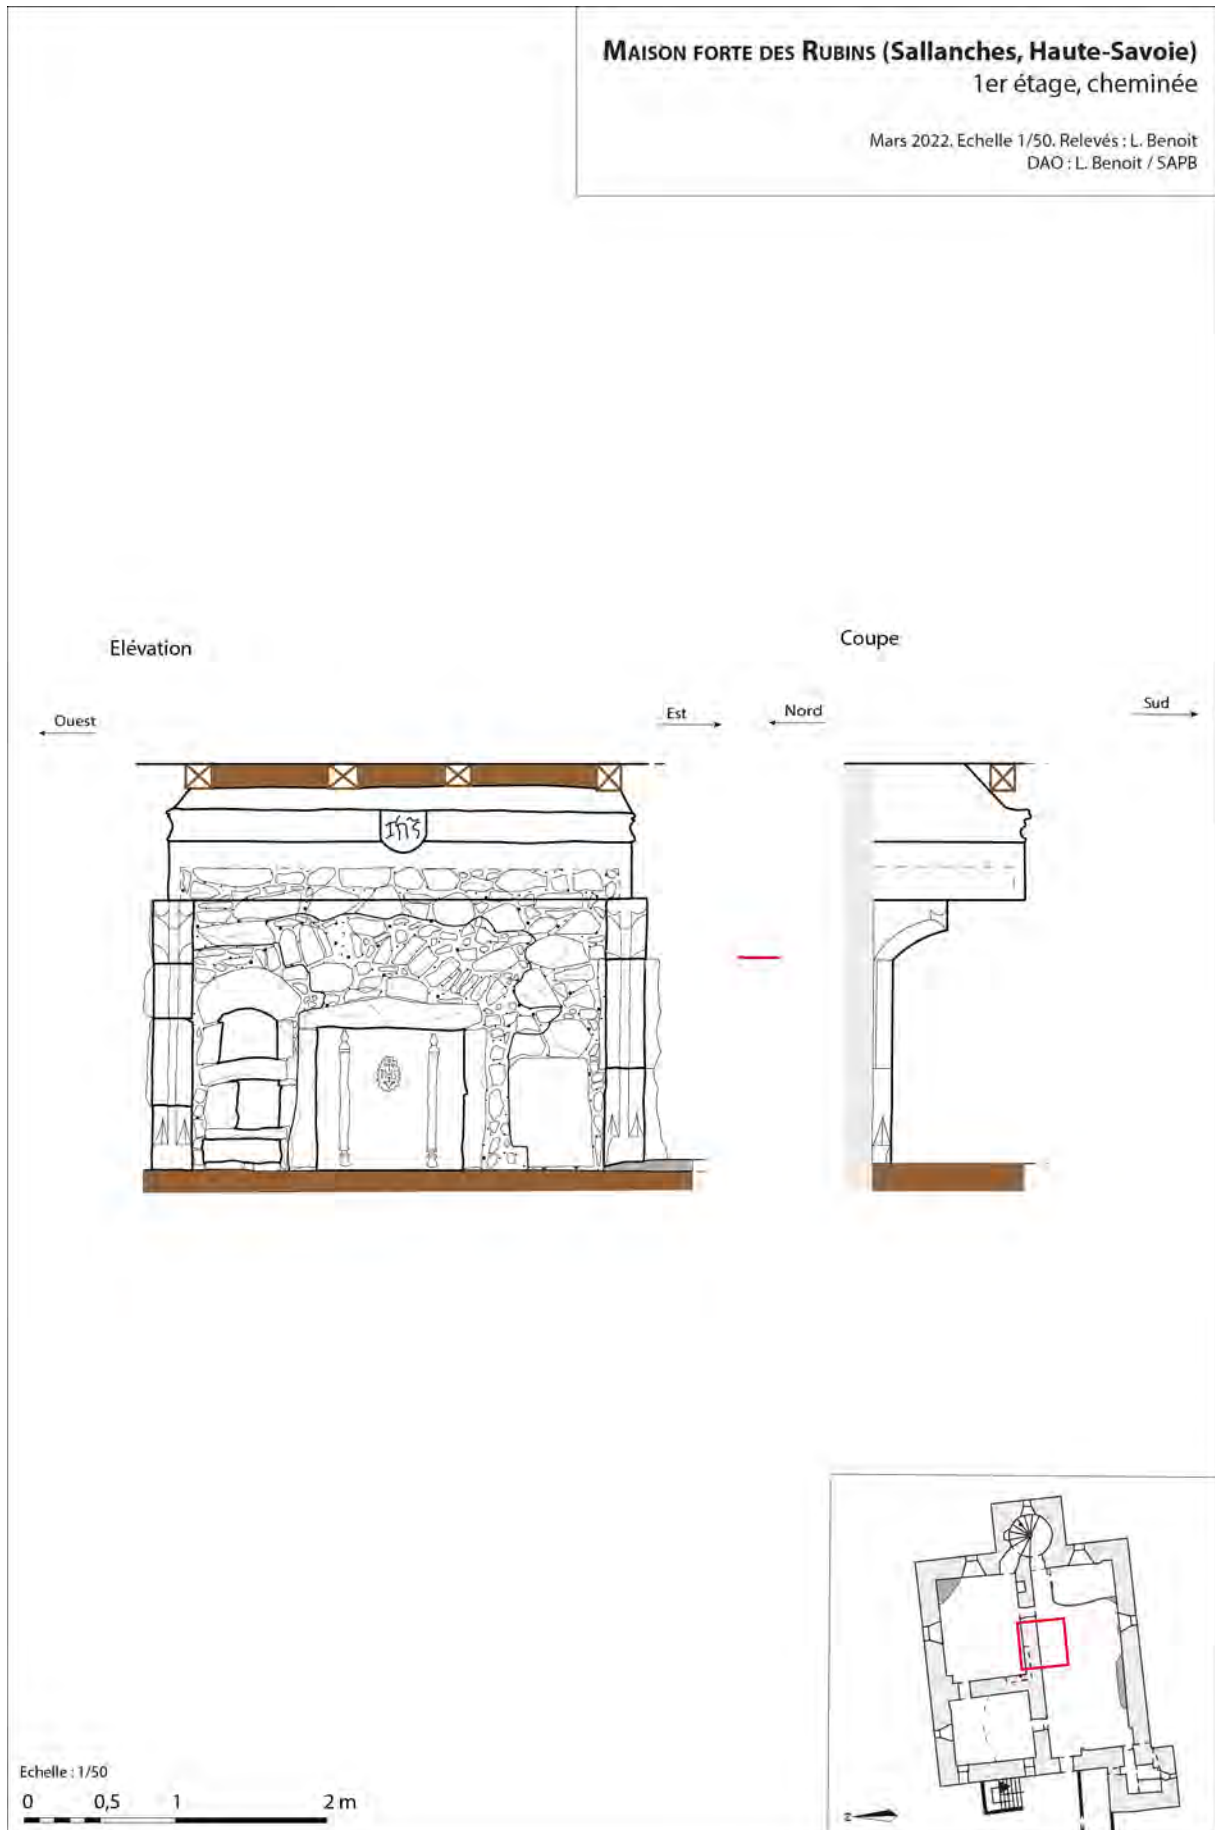 MAISON FORTE DES RUBINS (Sallanches, Haute-Savoie)
1er étage, cheminée
Mars 2022. Echelle 1/50. Relevés : L. Benoit
DAO : L. Benoit / SAPB
Elévation
Coupe
Ouest
Est
Nord
Sud
Echelle : 1/50
0 0,5 1 2 m
z